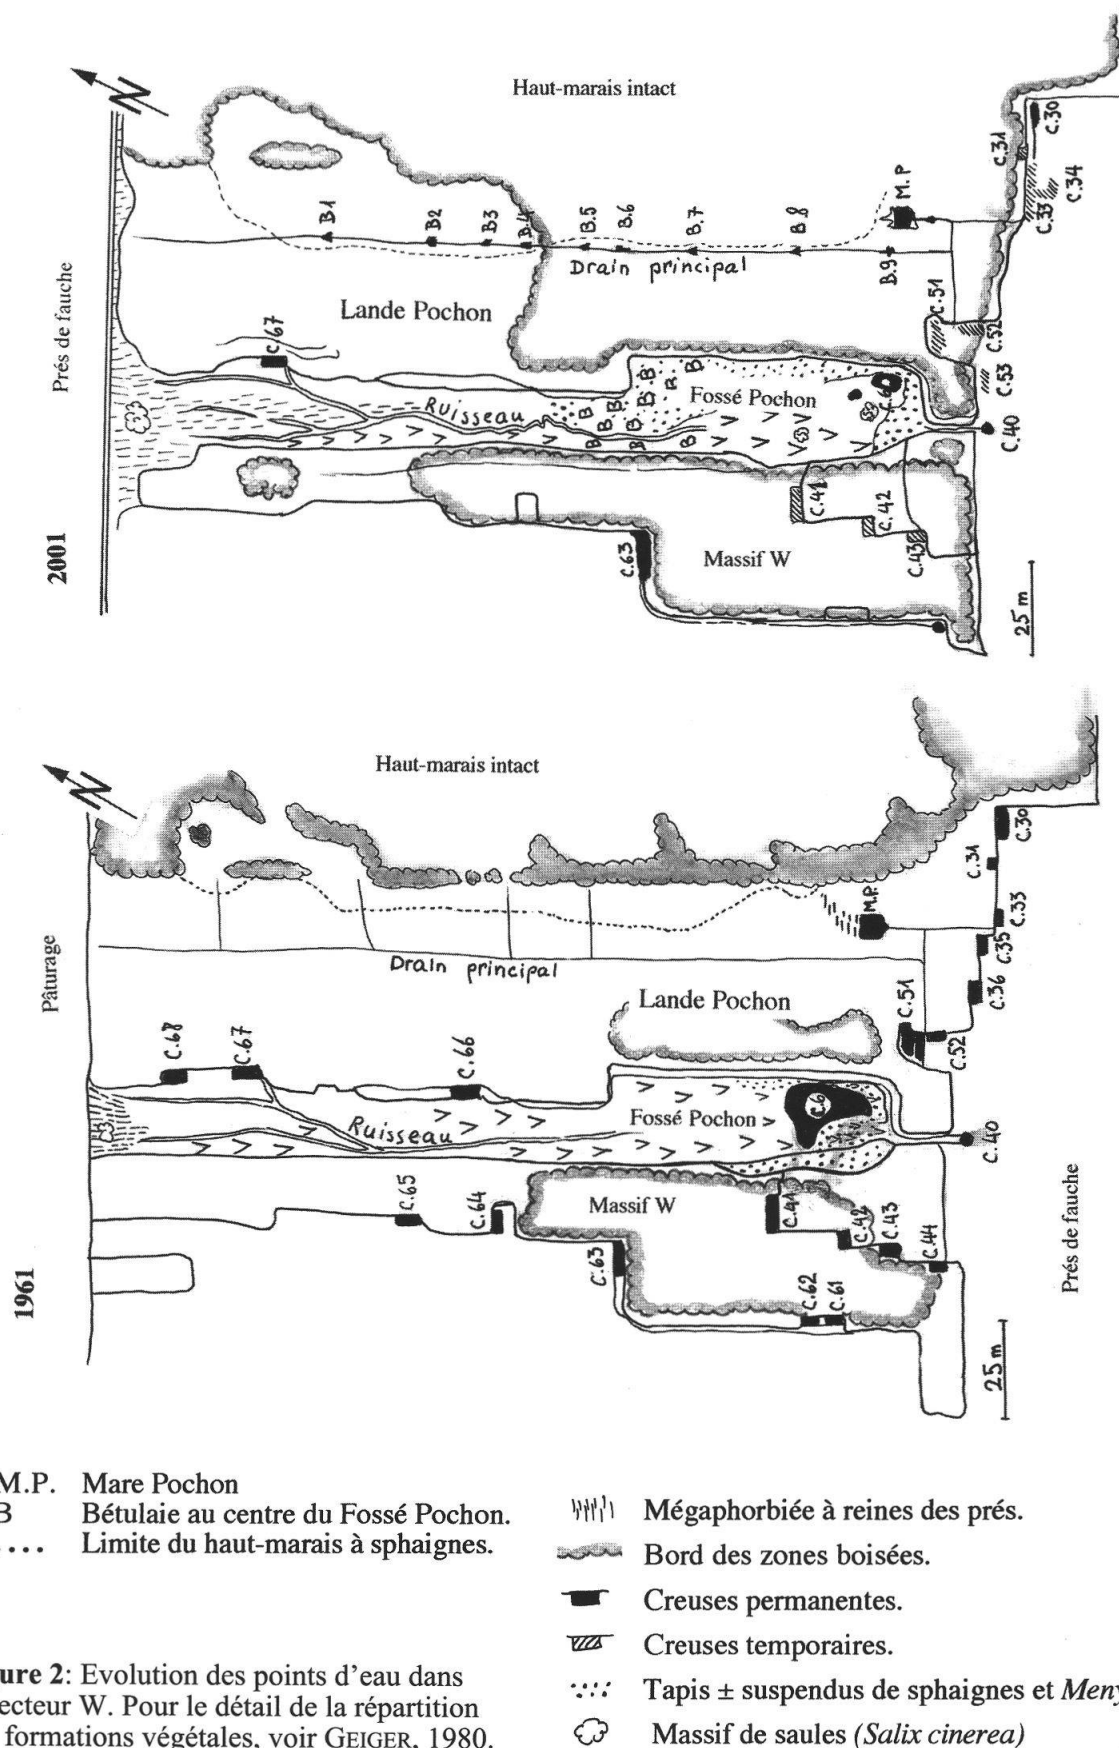 Haut-marais intact
N
C.30
C.31
C.34
C.33
M.P
B1
B2
B3
B.4
B.5
B.6
B.7
B.8
B.9
Drain principal
Prés de fauche
Lande Pochon
C.67
C.51
C.52
C.53
Ruisseau
Fossé Pochon
B B B B B B B B B B B
C.40
C.41
C.42
C.43
C.63
Massif W
2001
25 m
Haut-marais intact
N
C.30
C.31
C.33
C.35
C.36
M.P.
Pâturage
Drain principal
Lande Pochon
C.51
C.52
C.68
C.67
C.66
C.6
Fossé Pochon
Ruisseau
C.40
C.65
C.64
Massif W
C.41
C.42
C.43
C.44
C.63
C.62
C.61
Prés de fauche
1961
25 m
M.P. Mare Pochon
B Bétulaie au centre du Fossé Pochon.
.... Limite du haut-marais à sphaignes.
Mégaphorbiée à reines des prés.
Bord des zones boisées.
Creuses permanentes.
Creuses temporaires.
Tapis ± suspendus de sphaignes et Meny
Massif de saules (Salix cinerea)
ure 2: Evolution des points d'eau dans
ecteur W. Pour le détail de la répartition
formations végétales, voir GEIGER, 1980.